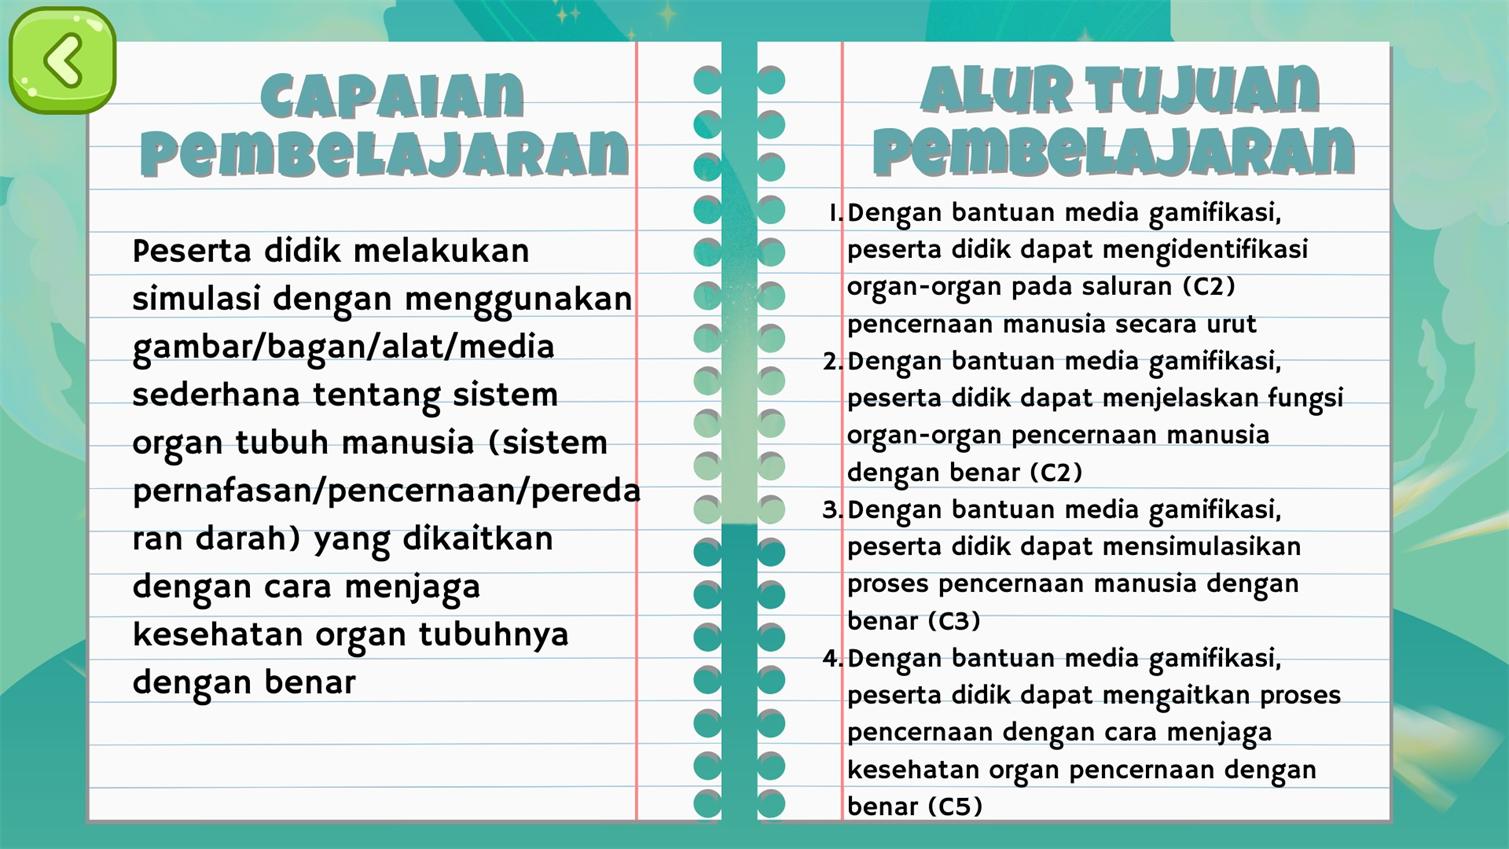 CAPAIAN
PEMBELAJARAN
Peserta didik melakukan
simulasi dengan menggunakan
gambar/bagan/alat/media
sederhana tentang sistem
organ tubuh manusia (sistem
pernafasan/pencernaan/pereda
ran darah) yang dikaitkan
dengan cara menjaga
kesehatan organ tubuhnya
dengan benar
ALUR TUJUAN
PEMBELAJARAN
1. Dengan bantuan media gamifikasi,
peserta didik dapat mengidentifikasi
organ-organ pada saluran (C2)
pencernaan manusia secara urut
2. Dengan bantuan media gamifikasi,
peserta didik dapat menjelaskan fungsi
organ-organ pencernaan manusia
dengan benar (C2)
3. Dengan bantuan media gamifikasi,
peserta didik dapat mensimulasikan
proses pencernaan manusia dengan
benar (C3)
4. Dengan bantuan media gamifikasi,
peserta didik dapat mengaitkan proses
pencernaan dengan cara menjaga
kesehatan organ pencernaan dengan
benar (C5)